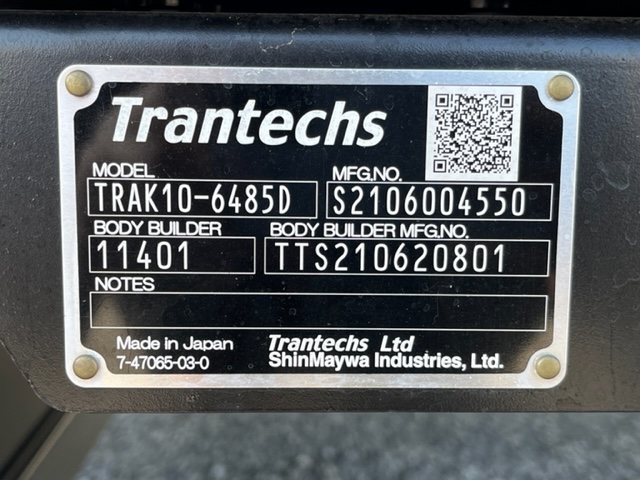 Trantechs
MODEL MFG.NO.
TRAK10-6485D S2106004550
BODY BUILDER BODY BUILDER MFG.NO.
11401 TTS210620801
NOTES
Made in Japan Trantechs Ltd
7-47065-03-0 ShinMaywa Industries, Ltd.